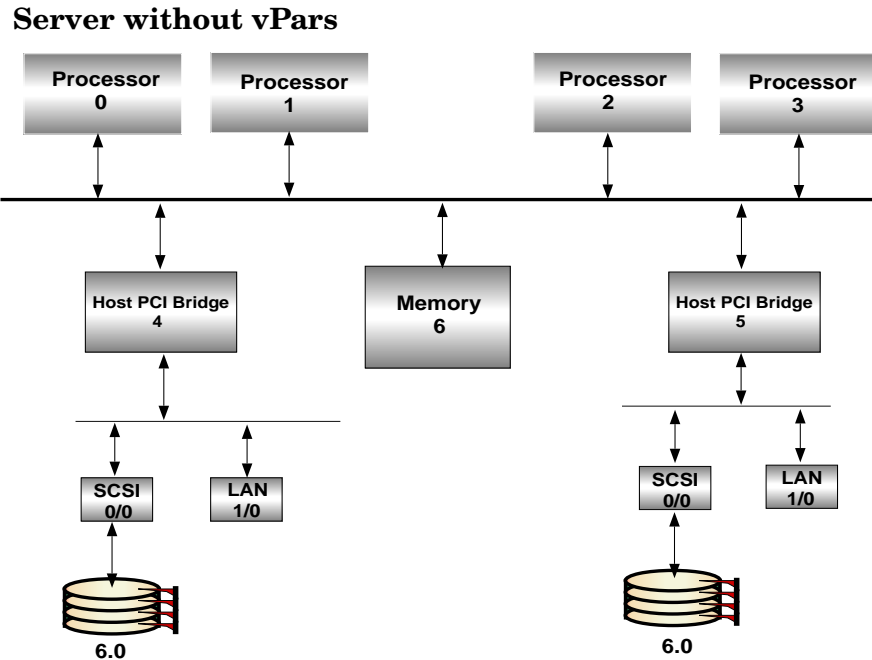 Server without vPars
Processor
0
Processor
1
Processor
2
Processor
3
Host PCI Bridge
4
Memory
6
Host PCI Bridge
5
SCSI
0/0
LAN
1/0
SCSI
0/0
LAN
1/0
6.0
6.0